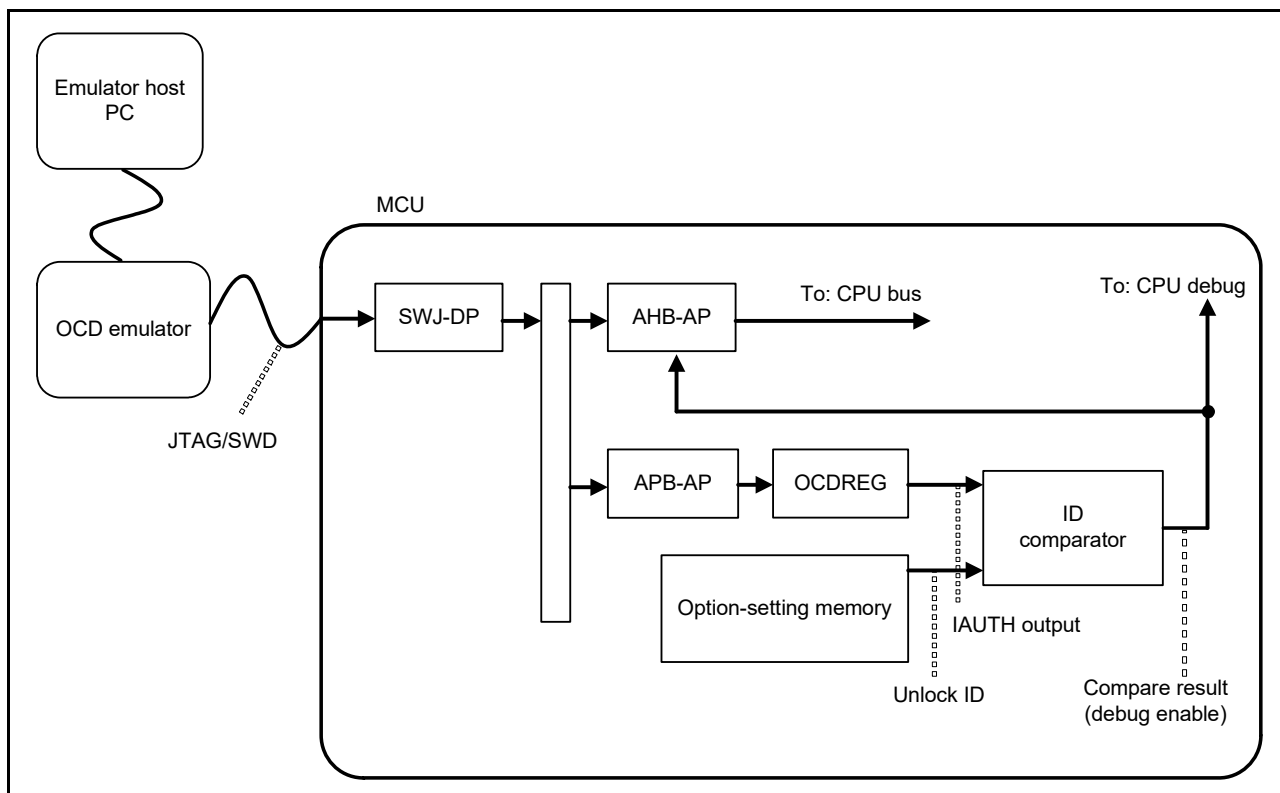 Emulator host
PC
MCU
OCD emulator
JTAG/SWD
SWJ-DP
AHB-AP
To: CPU bus
To: CPU debug
APB-AP
OCDREG
ID
comparator
Option-setting memory
IAUTH output
Unlock ID
Compare result
(debug enable)